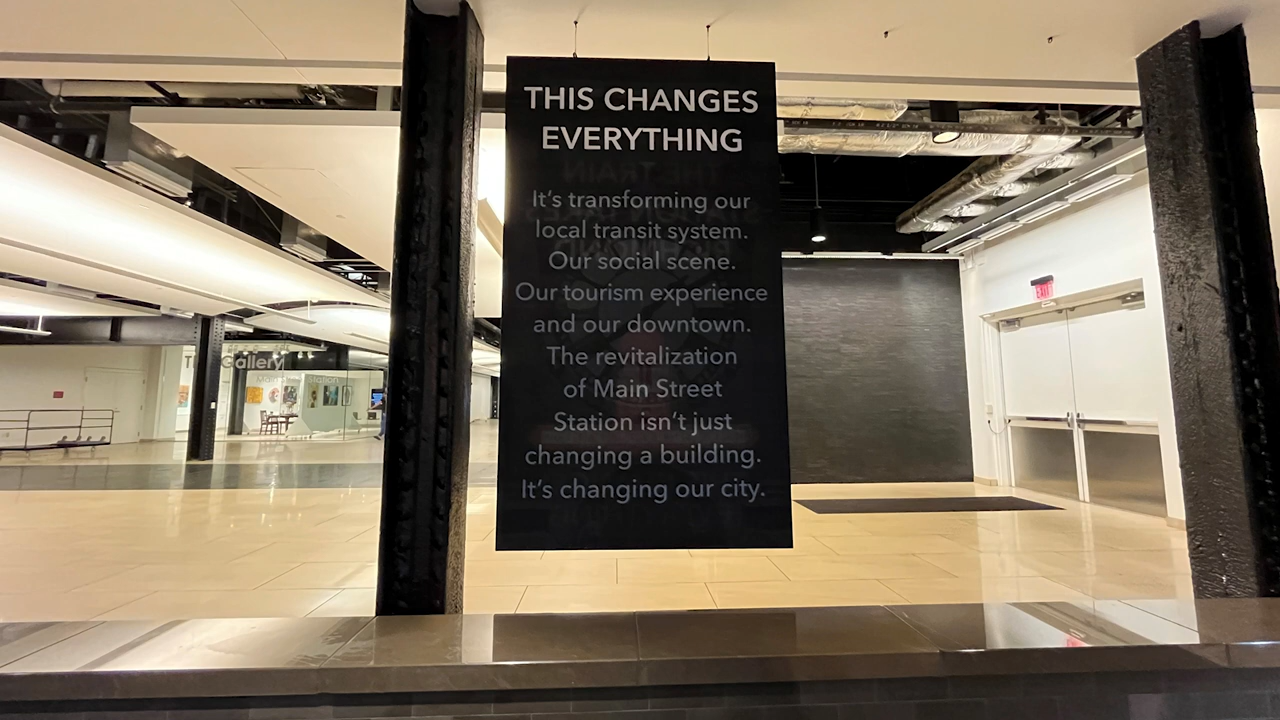 THIS CHANGES
EVERYTHING
It's transforming our
local transit system.
Our social scene.
Our tourism experience
and our downtown.
The revitalization
of Main Street
Station isn't just
changing a building.
It's changing our city.
Gallery
Station
EXIT